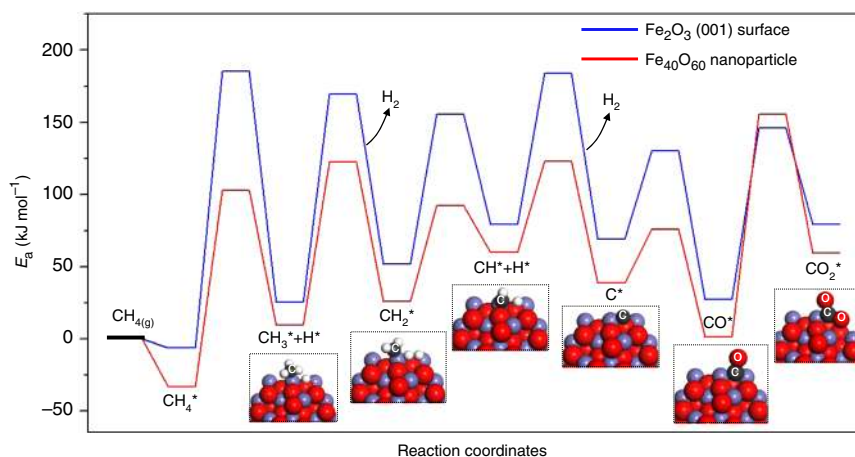 Fe₂O₃ (001) surface
Fe₄₀O₆₀ nanoparticle
200
150
100
50
0
−50
Eₐ (kJ mol⁻¹)
H₂
H₂
CH₄₍g₎
CH₄*
CH₃*+H*
CH₂*
CH*+H*
C*
CO*
CO₂*
C
C
C
C
O
C
O
C
O
Reaction coordinates